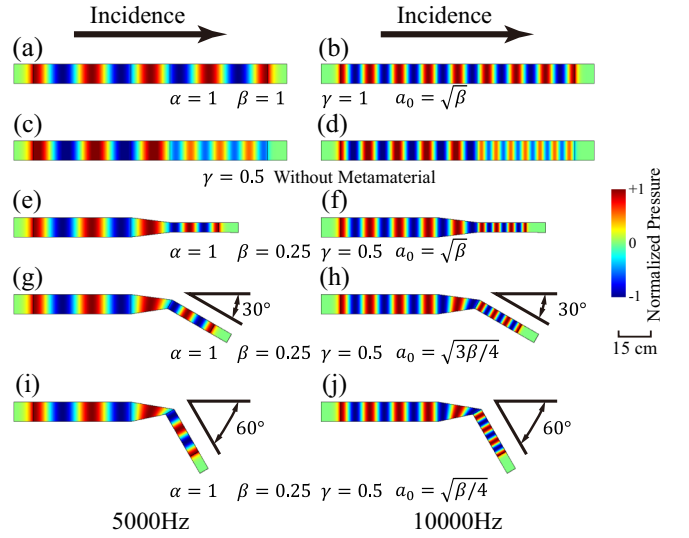 Incidence Incidence
(a) (b)
α = 1 β = 1 γ = 1 a₀ = √β
(c) (d)
γ = 0.5 Without Metamaterial
(e) (f)
α = 1 β = 0.25 γ = 0.5 a₀ = √β
(g) (h)
30° 30°
α = 1 β = 0.25 γ = 0.5 a₀ = √3β/4
(i) (j)
60° 60°
α = 1 β = 0.25 γ = 0.5 a₀ = √β/4
5000Hz 10000Hz
+1
0
-1
Normalized Pressure
15 cm